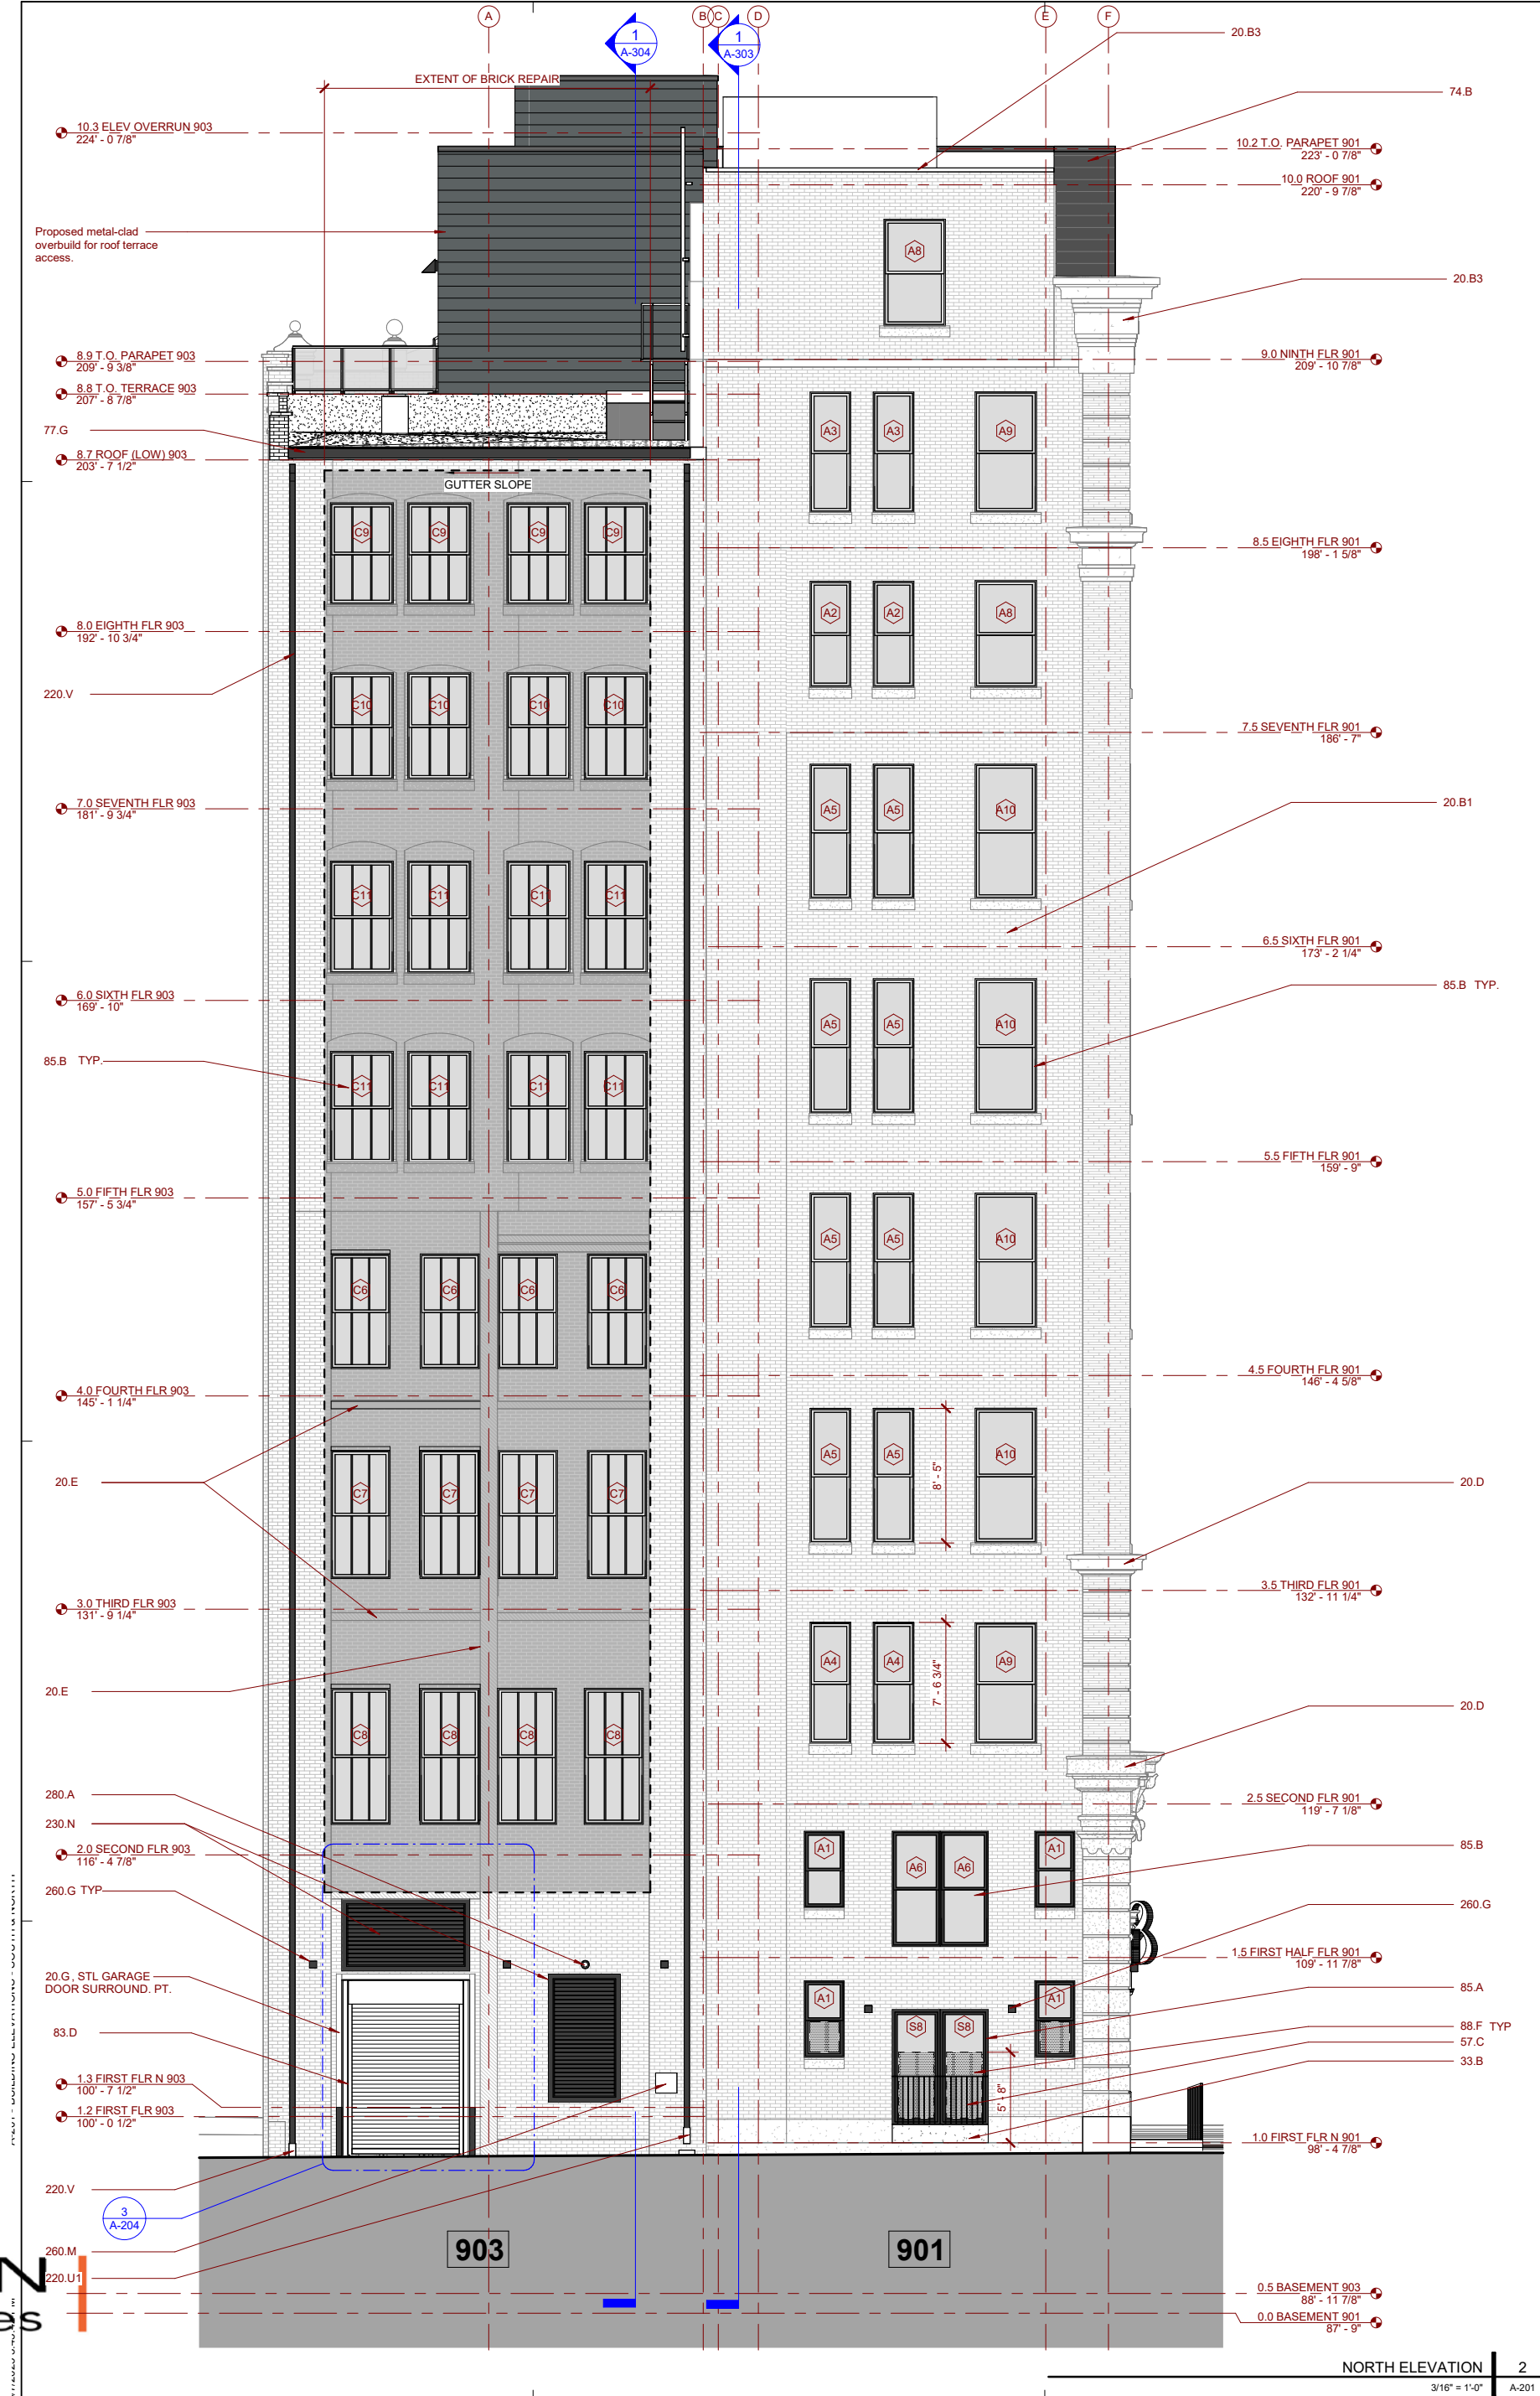 A
B
C
D
E
F
1
A-304
1
A-303
20.B3
EXTENT OF BRICK REPAIR
74.B
10.3 ELEV OVERRUN 903
224' - 0 7/8"
10.2 T.O. PARAPET 901
223' - 0 7/8"
10.0 ROOF 901
220' - 9 7/8"
Proposed metal-clad
overbuild for roof terrace
access.
A8
20.B3
8.9 T.O. PARAPET 903
209' - 9 3/8"
9.0 NINTH FLR 901
209' - 10 7/8"
8.8 T.O. TERRACE 903
207' - 8 7/8"
77.G
A3
A3
A9
8.7 ROOF (LOW) 903
203' - 7 1/2"
GUTTER SLOPE
C9
C9
C9
C9
8.5 EIGHTH FLR 901
198' - 1 5/8"
8.0 EIGHTH FLR 903
192' - 10 3/4"
A2
A2
A8
220.V
C10
C10
C10
C10
7.5 SEVENTH FLR 901
186' - 7"
7.0 SEVENTH FLR 903
181' - 9 3/4"
A5
A5
A10
20.B1
C11
C11
C11
C11
6.5 SIXTH FLR 901
173' - 2 1/4"
6.0 SIXTH FLR 903
169' - 10"
85.B TYP.
A5
A5
A10
85.B TYP.
C11
C11
C11
C11
5.5 FIFTH FLR 901
159' - 9"
5.0 FIFTH FLR 903
157' - 5 3/4"
A5
A5
A10
C6
C6
C6
C6
4.5 FOURTH FLR 901
146' - 4 5/8"
4.0 FOURTH FLR 903
145' - 1 1/4"
A5
A5
A10
8' - 5"
20.E
C7
C7
C7
C7
20.D
3.5 THIRD FLR 901
132' - 11 1/4"
3.0 THIRD FLR 903
131' - 9 1/4"
A4
A4
A9
7' - 6 3/4"
20.E
20.D
C8
C8
C8
C8
280.A
230.N
2.5 SECOND FLR 901
119' - 7 1/8"
2.0 SECOND FLR 903
116' - 4 7/8"
A1
A6
A6
A1
85.B
260.G TYP
260.G
1.5 FIRST HALF FLR 901
109' - 11 7/8"
20.G, STL GARAGE
DOOR SURROUND. PT.
85.A
A1
S8
S8
A1
88.F TYP
83.D
57.C
33.B
5' - 8"
1.3 FIRST FLR N 903
100' - 7 1/2"
1.2 FIRST FLR 903
100' - 0 1/2"
1.0 FIRST FLR N 901
98' - 4 7/8"
220.V
3
A-204
260.M
903
901
220.U1
0.5 BASEMENT 903
88' - 11 7/8"
0.0 BASEMENT 901
87' - 9"
NORTH ELEVATION
2
3/16" = 1'-0"
A-201